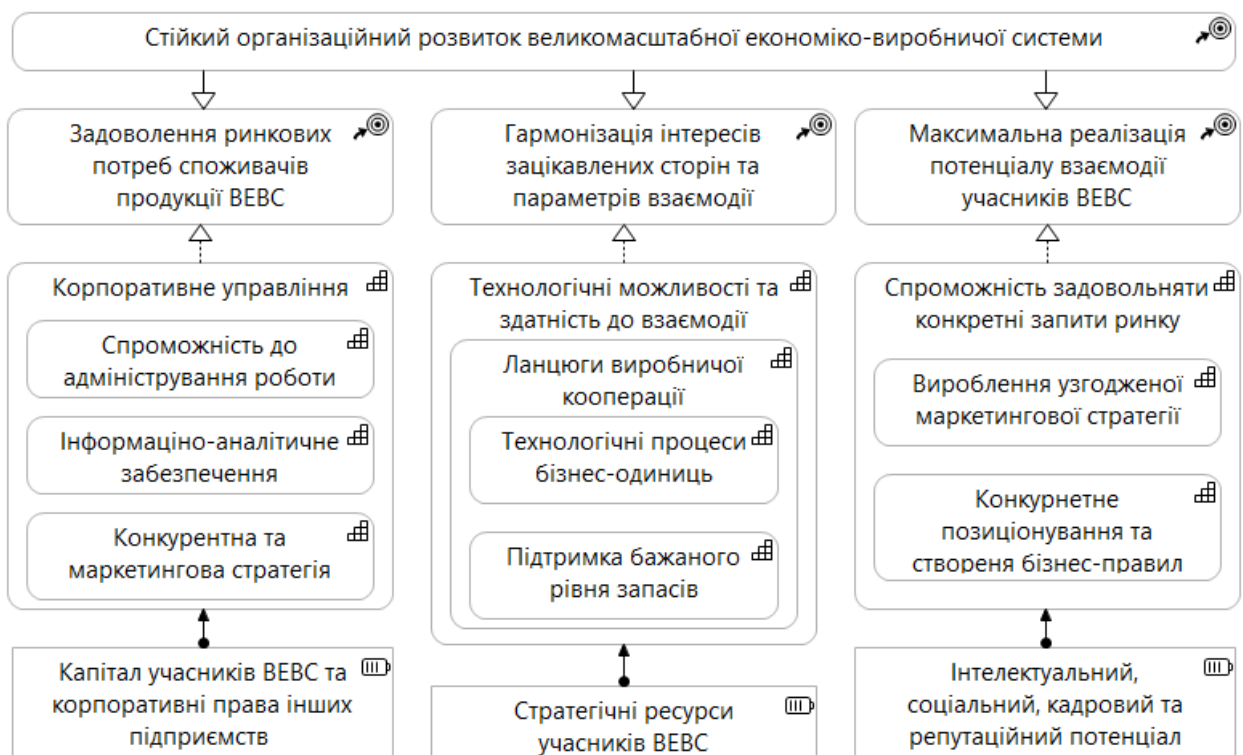 Стійкий організаційний розвиток великомасштабної економіко-виробничої системи
Задоволення ринкових
потреб споживачів
продукції ВЕВС
Гармонізація інтересів
зацікавлених сторін та
параметрів взаємодії
Максимальна реалізація
потенціалу взаємодії
учасників ВЕВС
Корпоративне управління
Спроможність до
адміністрування роботи
Інформаціно-аналітичне
забезпечення
Конкурентна та
маркетингова стратегія
Технологічні можливості та
здатність до взаємодії
Ланцюги виробничої
кооперації
Технологічні процеси
бізнес-одиниць
Підтримка бажаного
рівня запасів
Спроможність задовольняти
конкретні запити ринку
Вироблення узгодженої
маркетингової стратегії
Конкурнетне
позиціонування та
створеня бізнес-правил
Капітал учасників ВЕВС та
корпоративні права інших
підприємств
Стратегічні ресурси
учасників ВЕВС
Інтелектуальний,
соціальний, кадровий та
репутаційний потенціал